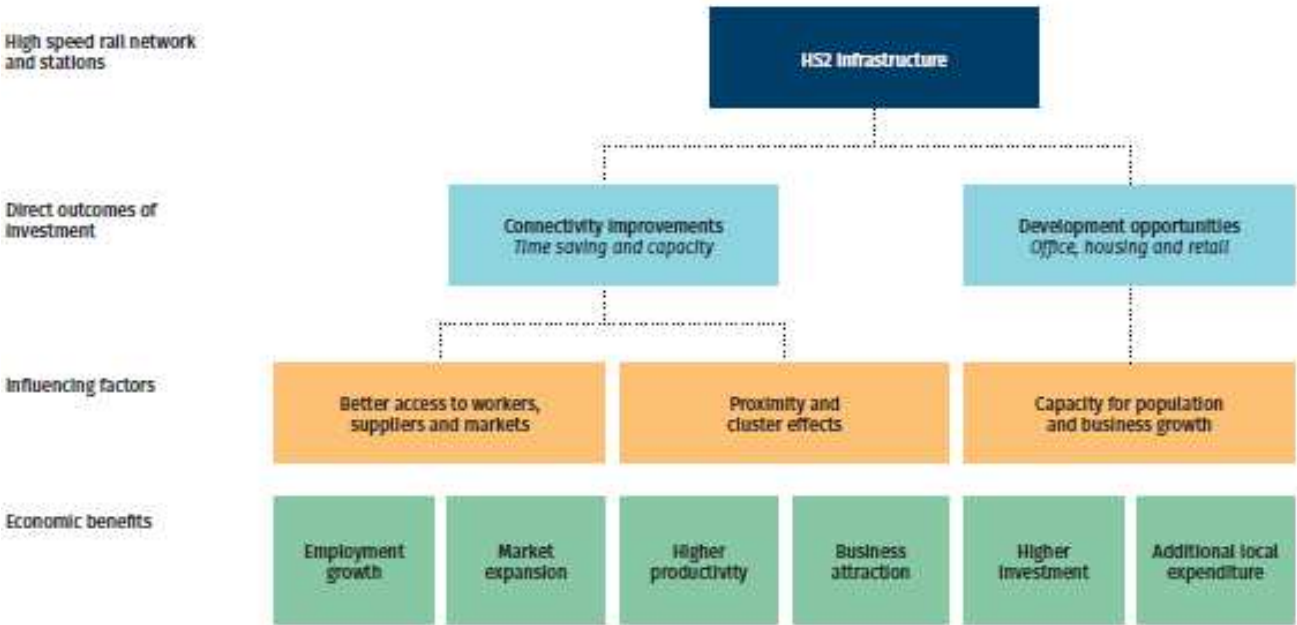 High speed rail network
and stations
HS2 Infrastructure
Direct outcomes of
investment
Connectivity improvements
Time saving and capacity
Development opportunities
Office, housing and retail
Influencing factors
Better access to workers,
suppliers and markets
Proximity and
cluster effects
Capacity for population
and business growth
Economic benefits
Employment
growth
Market
expansion
Higher
productivity
Business
attraction
Higher
investment
Additional local
expenditure